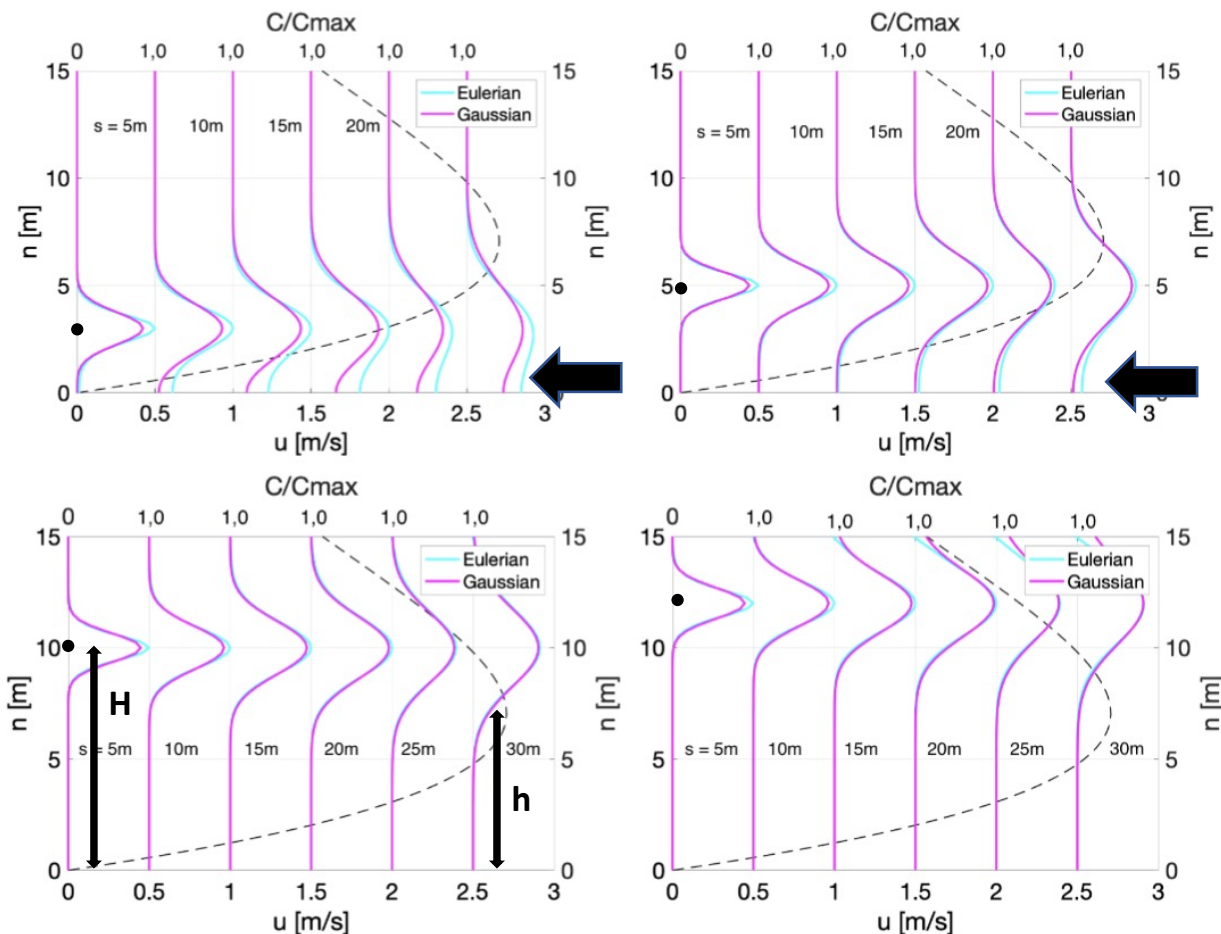 C/Cmax
0 1,0 1,0 1,0 1,0 1,0
15 15
Eulerian
Gaussian
s = 5m 10m 15m 20m
10 10
n [m] n [m]
5 5
0
0 0.5 1 1.5 2 2.5 3
u [m/s]
C/Cmax
0 1,0 1,0 1,0 1,0 1,0
15 15
Eulerian
Gaussian
s = 5m 10m 15m 20m
10 10
n [m] n [m]
5 5
0
0 0.5 1 1.5 2 2.5 3
u [m/s]
C/Cmax
0 1,0 1,0 1,0 1,0 1,0
15 15
Eulerian
Gaussian
10 10
n [m] n [m]
H
s = 5m 10m 15m 20m 25m 30m
5 5
h
0 0
0 0.5 1 1.5 2 2.5 3
u [m/s]
C/Cmax
0 1,0 1,0 1,0 1,0 1,0
15 15
Eulerian
Gaussian
10 10
n [m] n [m]
s = 5m 10m 15m 20m 25m 30m
5 5
0 0
0 0.5 1 1.5 2 2.5 3
u [m/s]